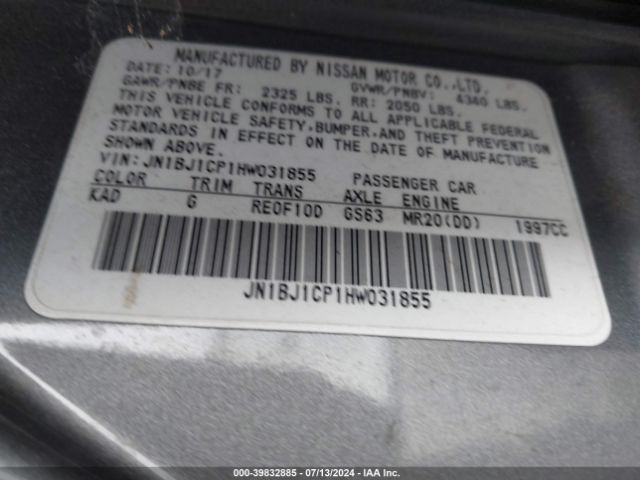 MANUFACTURED BY NISSAN MOTOR CO.,LTD.
DATE: 10/17 GVWR/PNBV: 4340 LBS.
GAWR/PNBE FR: 2325 LBS. RR: 2050 LBS.
THIS VEHICLE CONFORMS TO ALL APPLICABLE FEDERAL
MOTOR VEHICLE SAFETY,BUMPER,AND THEFT PREVENTION
STANDARDS IN EFFECT ON THE DATE OF MANUFACTURE
SHOWN ABOVE.
VIN: JN1BJ1CP1HW031855 PASSENGER CAR
COLOR TRIM TRANS AXLE ENGINE
KAD G RE0F10D GS63 MR20(DD) 1997CC
JN1BJ1CP1HW031855
000-39832885 - 07/13/2024 - IAA Inc.